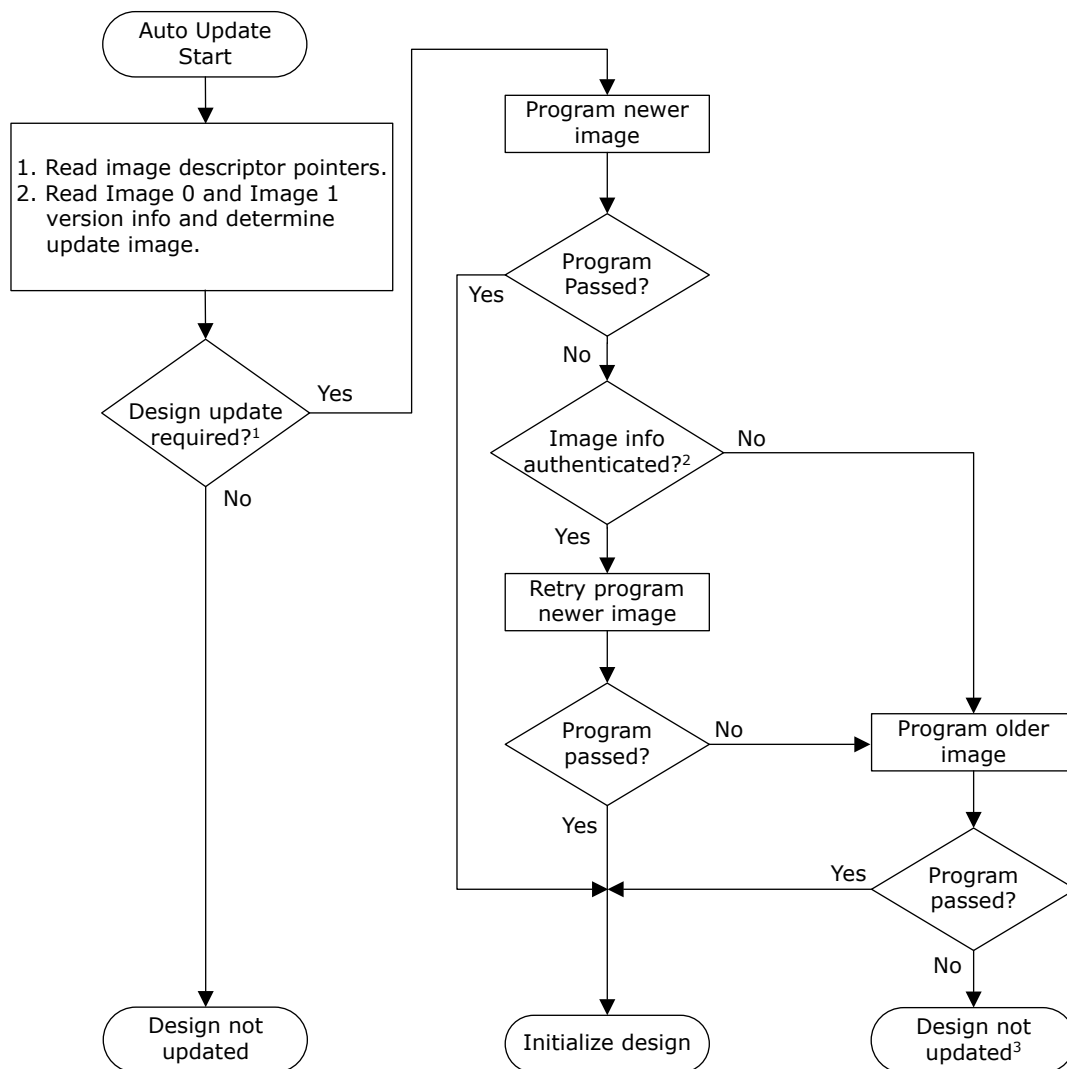 Auto Update
Start
1. Read image descriptor pointers.
2. Read Image 0 and Image 1
version info and determine
update image.
Design update
required?¹
Yes
No
Design not
updated
Program newer
image
Program
Passed?
Yes
No
Image info
authenticated?²
No
Yes
Retry program
newer image
Program
passed?
No
Yes
Program older
image
Program
passed?
Yes
No
Initialize design
Design not
updated³